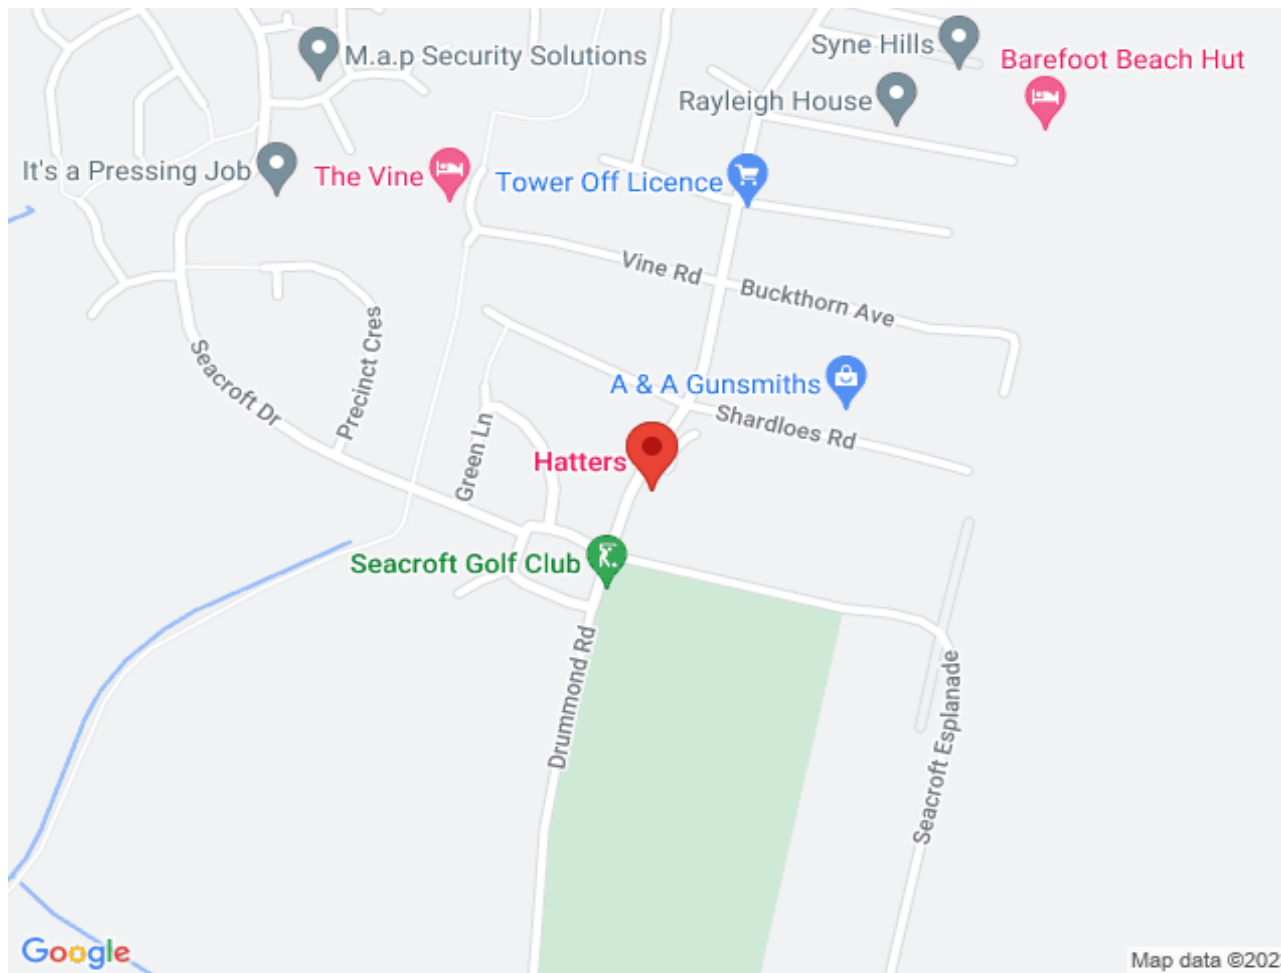 M.a.p Security Solutions
Syne Hills
Barefoot Beach Hut
Rayleigh House
It's a Pressing Job
The Vine
Tower Off Licence
Vine Rd
Buckthorn Ave
Precinct Cres
Seacroft Dr
A & A Gunsmiths
Shardloes Rd
Green Ln
Hatters
Seacroft Golf Club
Drummond Rd
Seacroft Esplanade
Google
Map data ©202